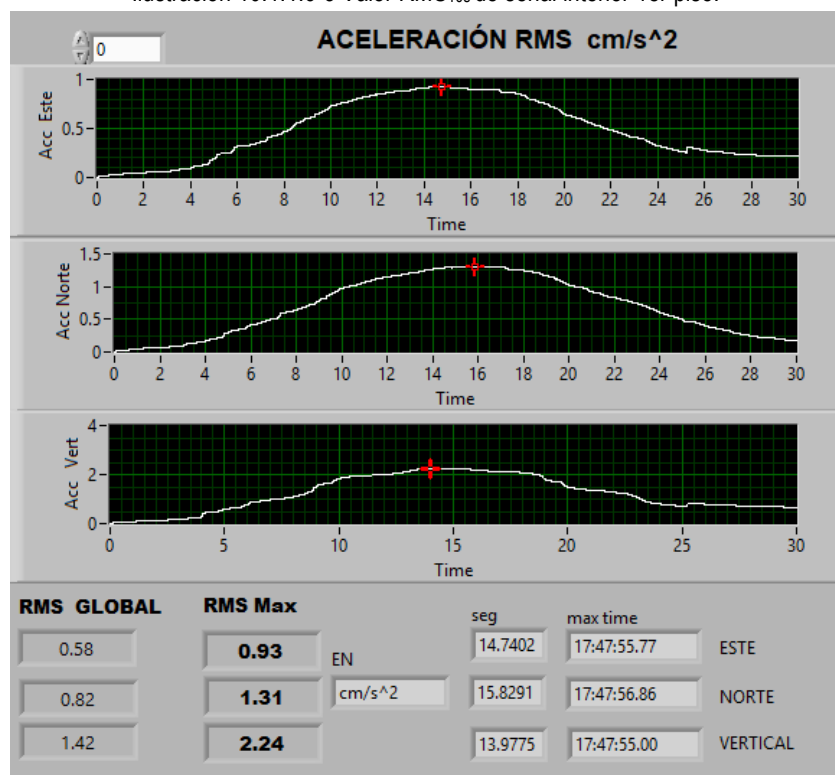 0
ACELERACIÓN RMS cm/s^2
Acc Este
1
0.5
0
0 2 4 6 8 10 12 14 16 18 20 22 24 26 28 30
Time
Acc Norte
1.5
1
0.5
0
0 2 4 6 8 10 12 14 16 18 20 22 24 26 28 30
Time
Acc Vert
4
2
0
0 5 10 15 20 25 30
Time
RMS GLOBAL RMS Max seg max time
0.58 0.93 EN 14.7402 17:47:55.77 ESTE
0.82 1.31 cm/s^2 15.8291 17:47:56.86 NORTE
1.42 2.24 13.9775 17:47:55.00 VERTICAL